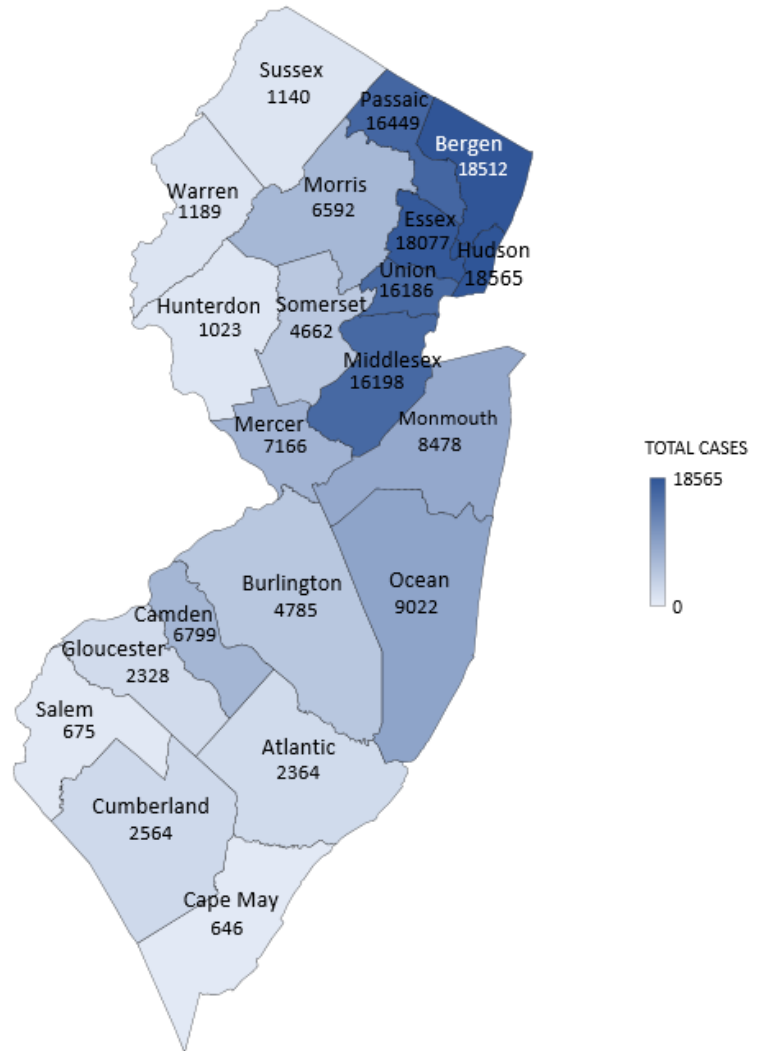 Sussex
1140
Passaic
16449
Bergen
18512
Warren
1189
Morris
6592
Essex
18077
Hudson
18565
Union
16186
Hunterdon
1023
Somerset
4662
Middlesex
16198
Mercer
7166
Monmouth
8478
TOTAL CASES
18565
0
Burlington
4785
Ocean
9022
Camden
6799
Gloucester
2328
Salem
675
Atlantic
2364
Cumberland
2564
Cape May
646